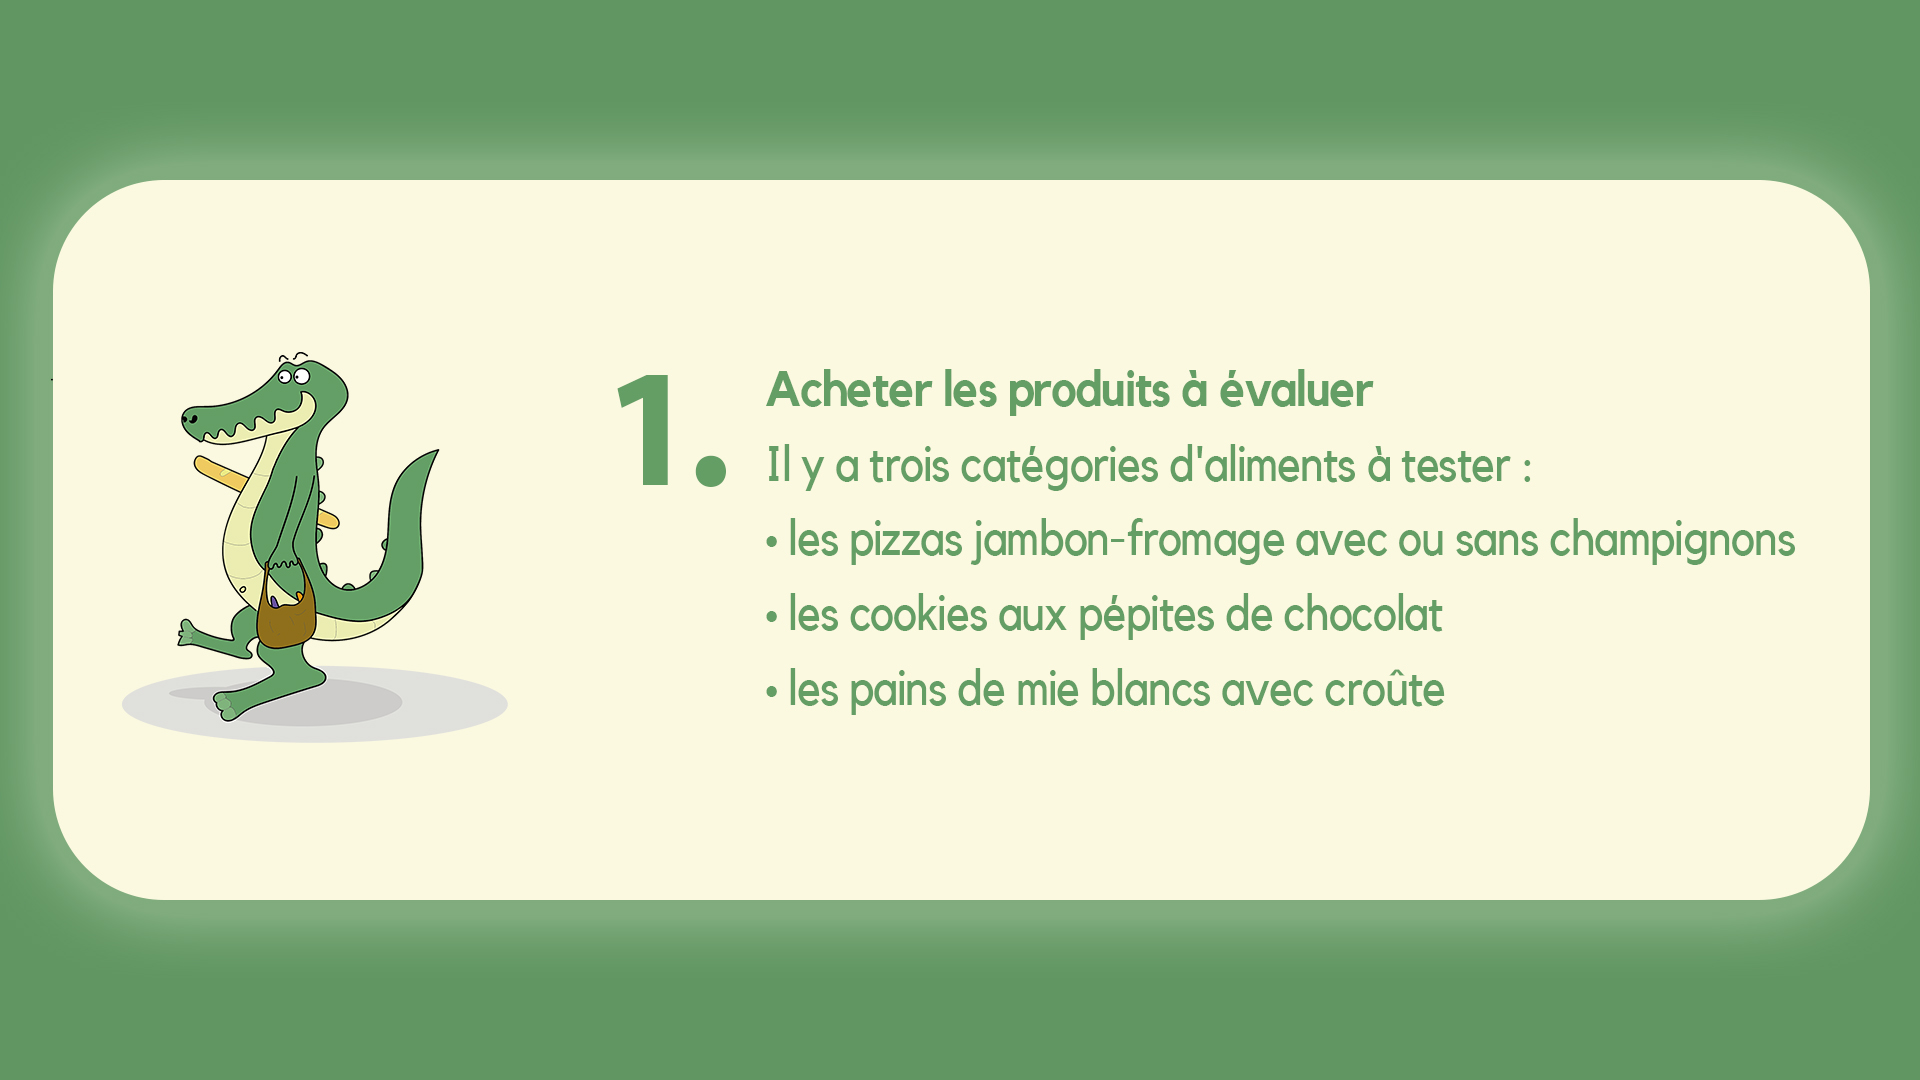 1. Acheter les produits à évaluer
Il y a trois catégories d'aliments à tester :
• les pizzas jambon-fromage avec ou sans champignons
• les cookies aux pépites de chocolat
• les pains de mie blancs avec croûte